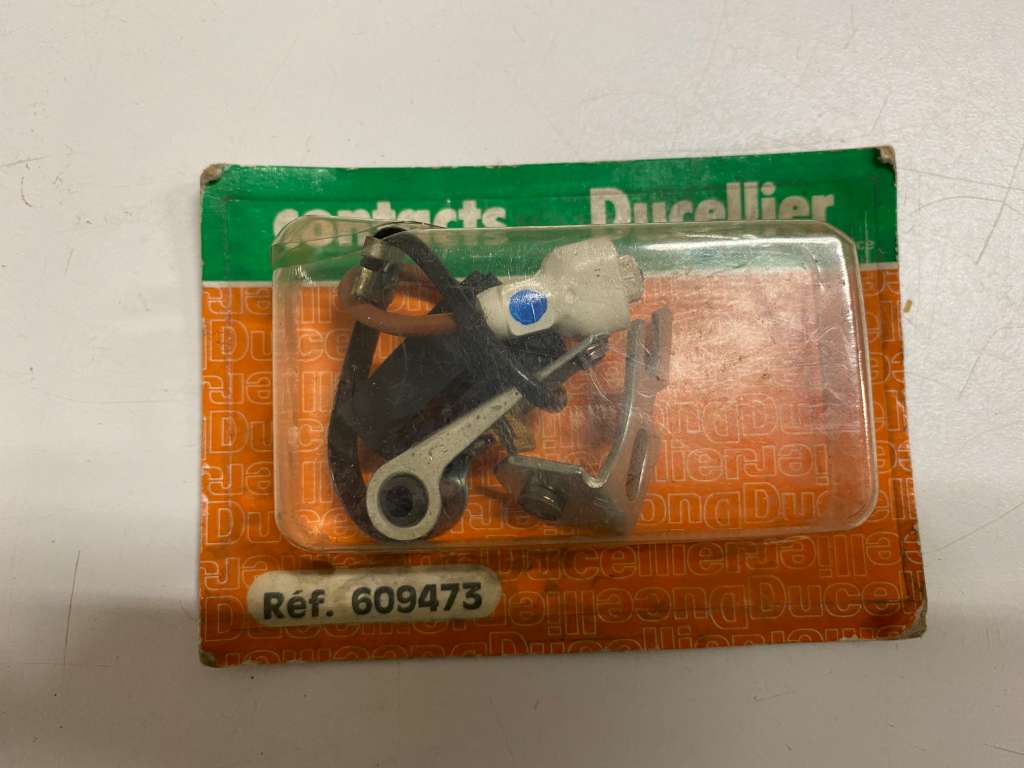 contacts Ducellier
Réf. 609473